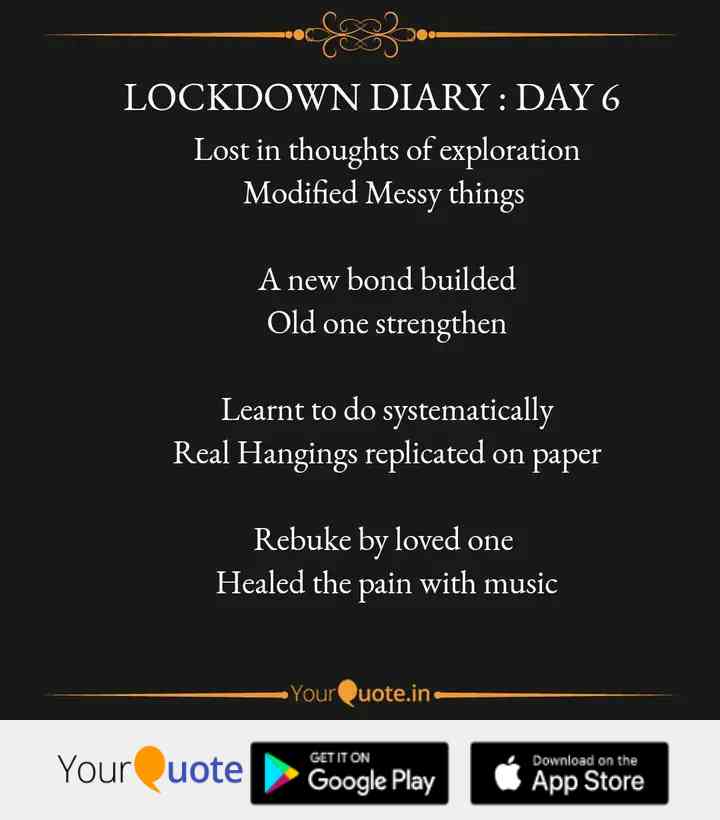 LOCKDOWN DIARY : DAY 6
Lost in thoughts of exploration
Modified Messy things
A new bond builded
Old one strengthen
Learnt to do systematically
Real Hangings replicated on paper
Rebuke by loved one
Healed the pain with music
YourQuote.in
YourQuote
GET IT ON
Google Play
Download on the
App Store